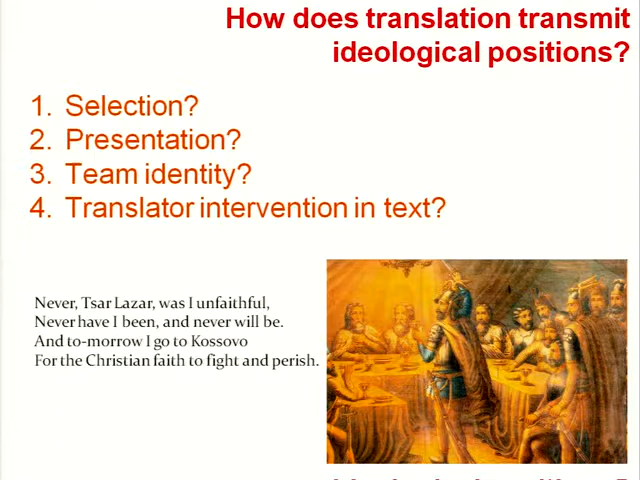 How does translation transmit
ideological positions?
1. Selection?
2. Presentation?
3. Team identity?
4. Translator intervention in text?
Never, Tsar Lazar, was I unfaithful,
Never have I been, and never will be.
And to-morrow I go to Kossovo
For the Christian faith to fight and perish.